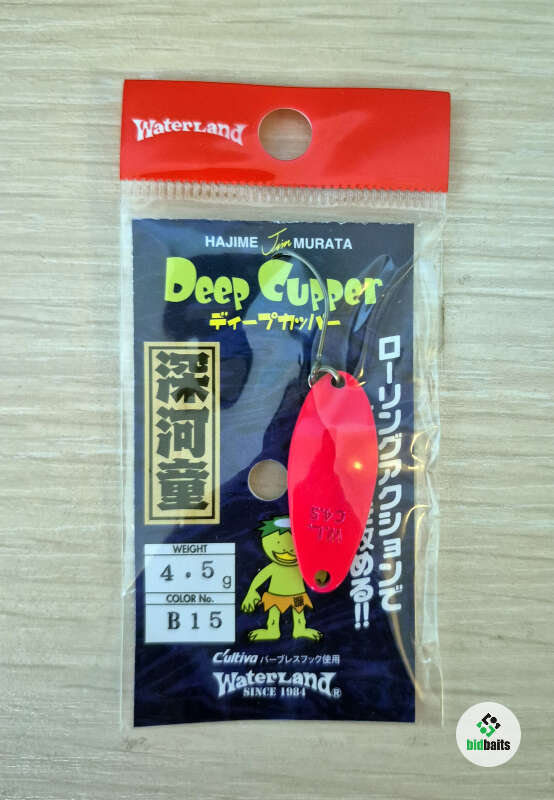 WaterLand
HAJIME Join MURATA
Deep Cupper
ディープカッパー
深河童
ローリングアクションで
攻める!!
WEIGHT
4.5g
COLOR No.
B15
C'ultiva バーブレスフック使用
WaterLand®
SINCE 1984
bidbaits